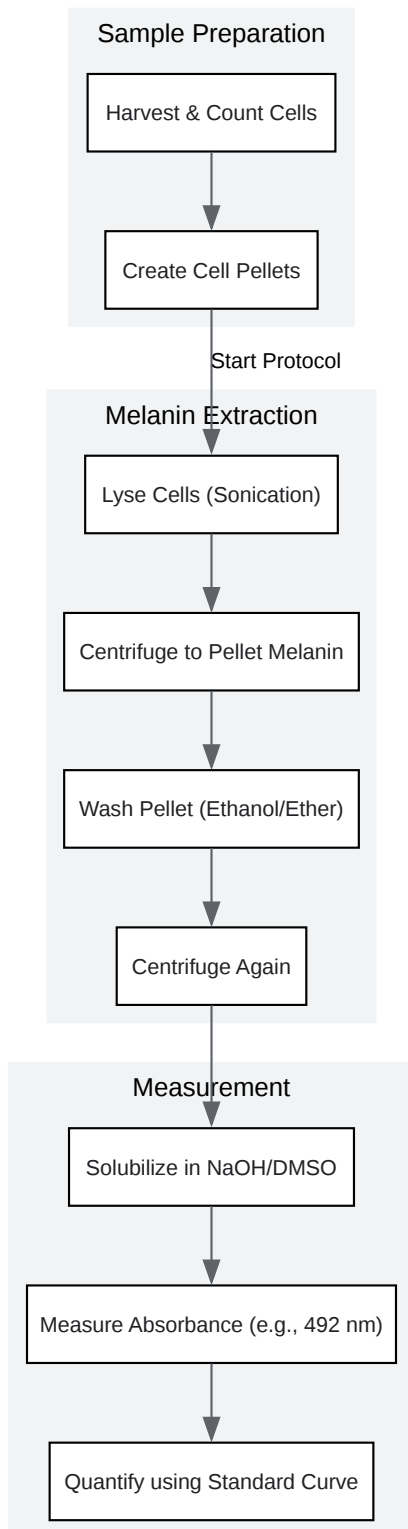 Sample Preparation
Harvest & Count Cells
Create Cell Pellets
Start Protocol
Melanin Extraction
Lyse Cells (Sonication)
Centrifuge to Pellet Melanin
Wash Pellet (Ethanol/Ether)
Centrifuge Again
Measurement
Solubilize in NaOH/DMSO
Measure Absorbance (e.g., 492 nm)
Quantify using Standard Curve